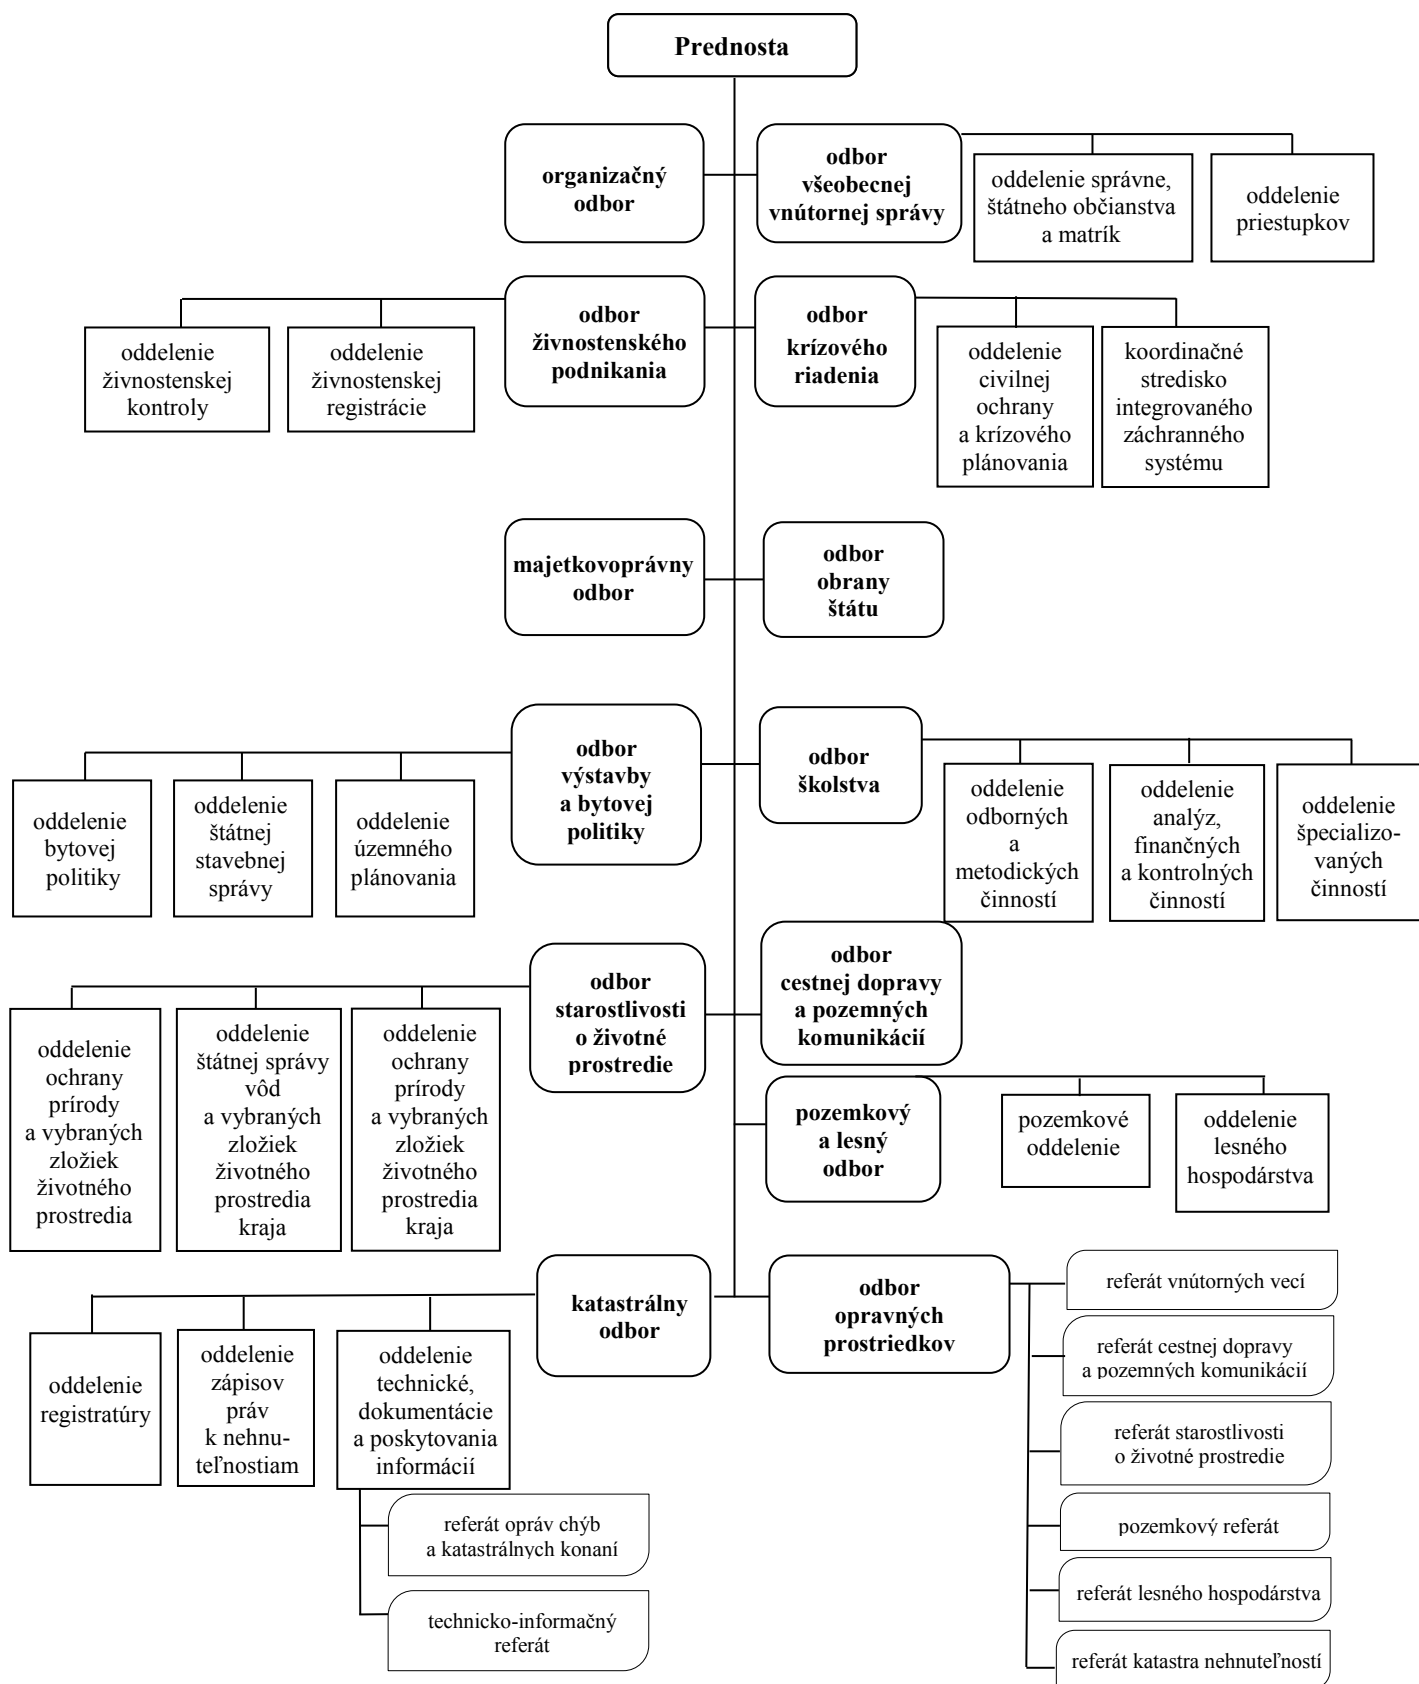 Prednosta
organizačný
odbor
odbor
všeobecnej
vnútornej správy
oddelenie správne,
štátneho občianstva
a matrík
oddelenie
priestupkov
oddelenie
živnostenskej
kontroly
oddelenie
živnostenskej
registrácie
odbor
živnostenského
podnikania
odbor
krízového
riadenia
oddelenie
civilnej
ochrany
a krízového
plánovania
koordinačné
stredisko
integrovaného
záchranného
systému
majetkovoprávny
odbor
odbor
obrany
štátu
oddelenie
bytovej
politiky
oddelenie
štátnej
stavebnej
správy
oddelenie
územného
plánovania
odbor
výstavby
a bytovej
politiky
odbor
školstva
oddelenie
odborných
a
metodických
činností
oddelenie
analýz,
finančných
a kontrolných
činností
oddelenie
špecializo-
vaných
činností
oddelenie
ochrany
prírody
a vybraných
zložiek
životného
prostredia
oddelenie
štátnej správy
vôd
a vybraných
zložiek
životného
prostredia
kraja
oddelenie
ochrany
prírody
a vybraných
zložiek
životného
prostredia
kraja
odbor
starostlivosti
o životné
prostredie
odbor
cestnej dopravy
a pozemných
komunikácií
pozemkový
a lesný
odbor
pozemkové
oddelenie
oddelenie
lesného
hospodárstva
oddelenie
registratúry
oddelenie
zápisov
práv
k nehnu-
teľnostiam
oddelenie
technické,
dokumentácie
a poskytovania
informácií
referát opráv chýb
a katastrálnych konaní
technicko-informačný
referát
katastrálny
odbor
odbor
opravných
prostriedkov
referát vnútorných vecí
referát cestnej dopravy
a pozemných komunikácií
referát starostlivosti
o životné prostredie
pozemkový referát
referát lesného hospodárstva
referát katastra nehnuteľností